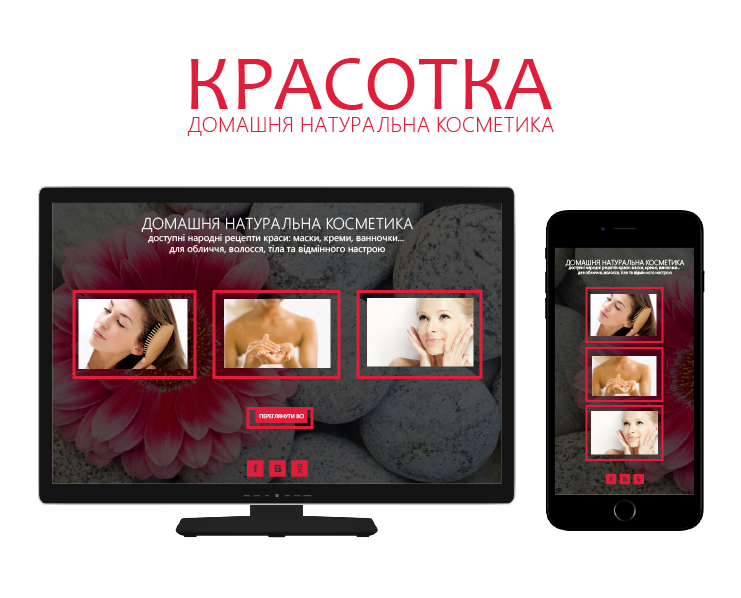 КРАСОТКА
ДОМАШНЯ НАТУРАЛЬНА КОСМЕТИКА
ДОМАШНЯ НАТУРАЛЬНА КОСМЕТИКА
доступні народні рецепти краси: маски, креми, ванночки...
для обличчя, волосся, тіла та відмінного настрою
ПЕРЕГЛЯНУТИ ВСІ
ДОМАШНЯ НАТУРАЛЬНА КОСМЕТИКА
доступні народні рецепти краси: маски, креми, ванночки...
для обличчя, волосся, тіла та відмінного настрою